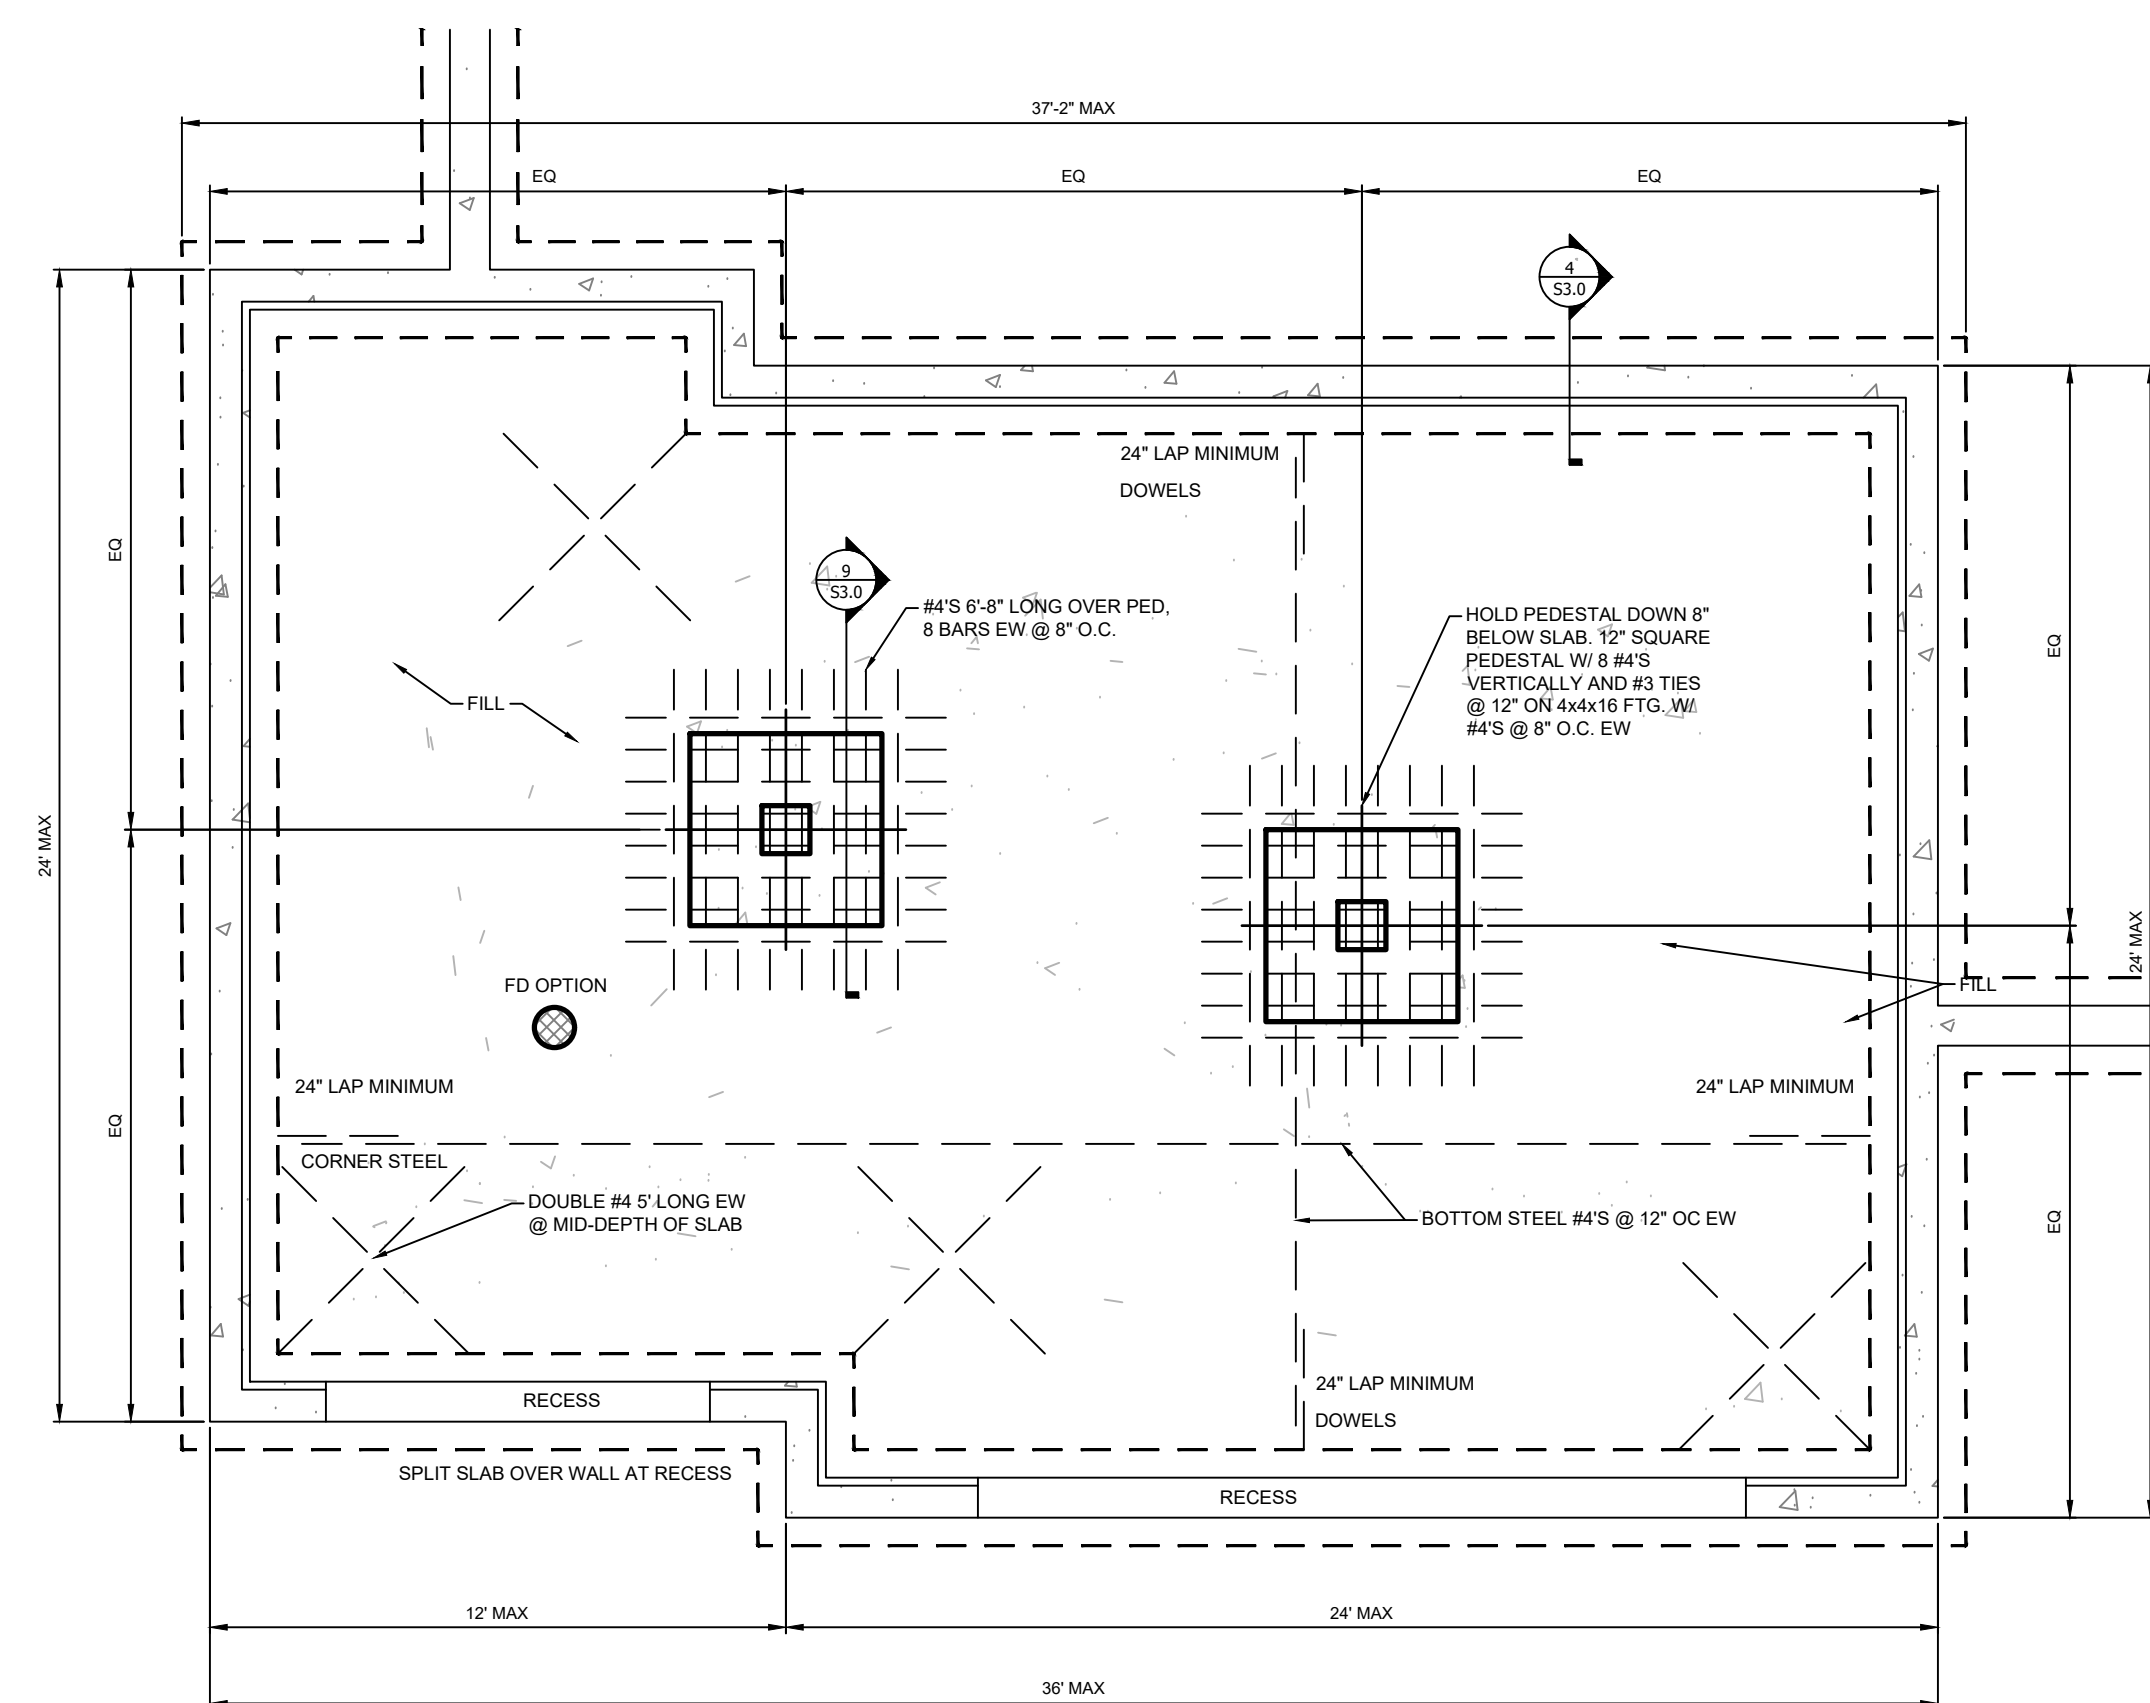 37'-2" MAX
EQ
EQ
EQ
4
S3.0
24" LAP MINIMUM
DOWELS
EQ
9
S3.0
#4'S 6'-8" LONG OVER PED,
8 BARS EW @ 8" O.C.
HOLD PEDESTAL DOWN 8"
BELOW SLAB. 12" SQUARE
PEDESTAL W/ 8 #4'S
VERTICALLY AND #3 TIES
@ 12" ON 4x4x16 FTG. W/
#4'S @ 8" O.C. EW
EQ
FILL
24' MAX
24' MAX
FD OPTION
FILL
24" LAP MINIMUM
24" LAP MINIMUM
EQ
CORNER STEEL
DOUBLE #4 5' LONG EW
@ MID-DEPTH OF SLAB
BOTTOM STEEL #4'S @ 12" OC EW
EQ
24" LAP MINIMUM
DOWELS
RECESS
SPLIT SLAB OVER WALL AT RECESS
RECESS
12' MAX
24' MAX
36' MAX